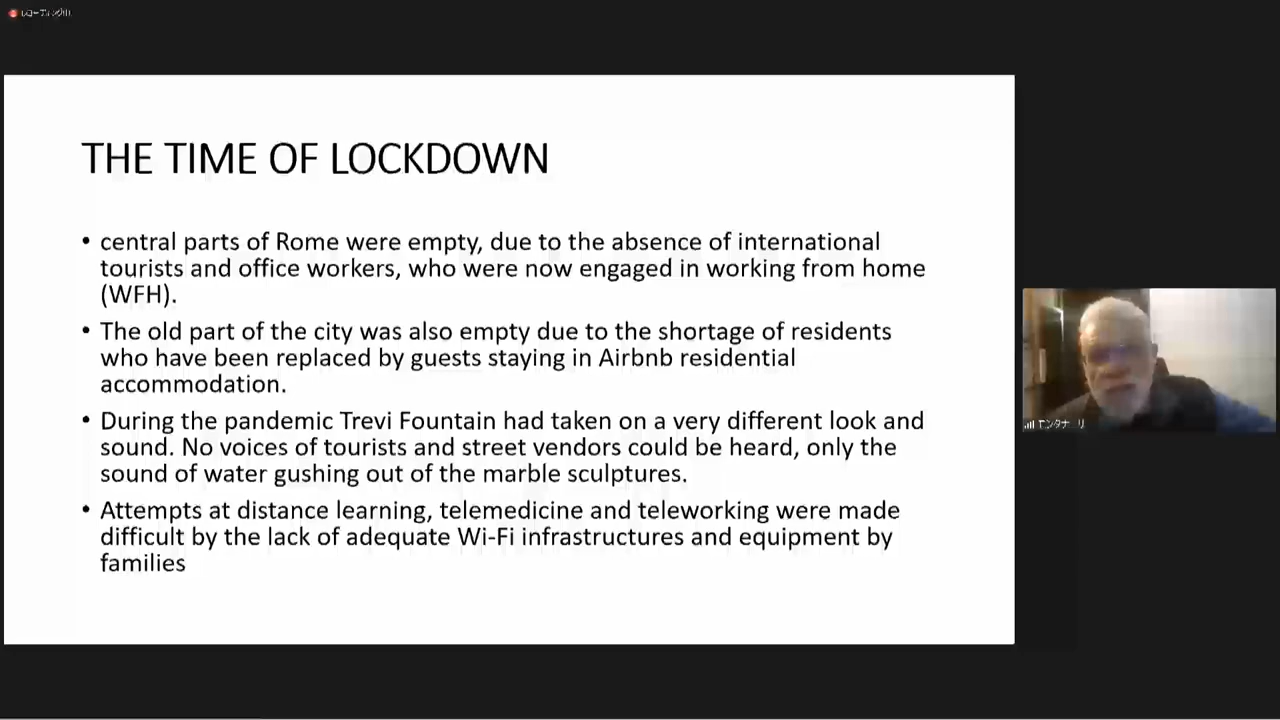 THE TIME OF LOCKDOWN
• central parts of Rome were empty, due to the absence of international
tourists and office workers, who were now engaged in working from home
(WFH).
• The old part of the city was also empty due to the shortage of residents
who have been replaced by guests staying in Airbnb residential
accommodation.
• During the pandemic Trevi Fountain had taken on a very different look and
sound. No voices of tourists and street vendors could be heard, only the
sound of water gushing out of the marble sculptures.
• Attempts at distance learning, telemedicine and teleworking were made
difficult by the lack of adequate Wi-Fi infrastructures and equipment by
families